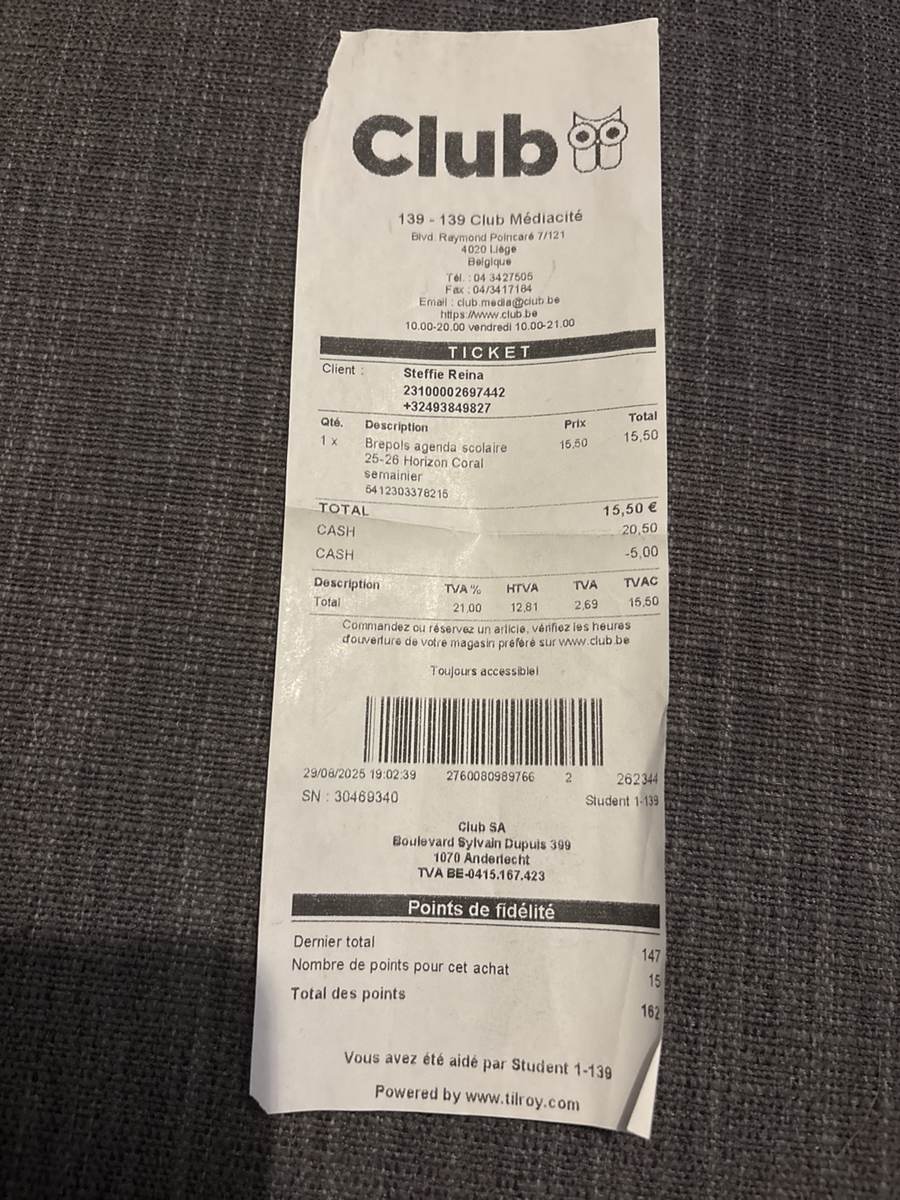 Club
139 - 139 Club Médiacité
Blvd. Raymond Poincaré 7/121
4020 Liège
Belgique
Tél. : 04 3427605
Fax : 04/3417184
Email : club.media@club.be
https://www.club.be
10.00-20.00 vendredi 10.00-21.00
TICKET
Client : Steffie Reina
23100002697442
+32493849827
Qté. Description Prix Total
1 x Brepols agenda scolaire 15,50 15,50
25-26 Horizon Coral
semainier
5412303378215
TOTAL 15,50 €
CASH 20,50
CASH -5,00
Description TVA % HTVA TVA TVAC
Total 21,00 12,81 2,69 15,50
Commandez ou réservez un article, vérifiez les heures
d'ouverture de votre magasin préféré sur www.club.be
Toujours accessible!
29/08/2025 19:02:39 2760080989766 2 262344
SN : 30469340 Student 1-139
Club SA
Boulevard Sylvain Dupuis 399
1070 Anderlecht
TVA BE-0415.167.423
Points de fidélité
Dernier total 147
Nombre de points pour cet achat 15
Total des points 162
Vous avez été aidé par Student 1-139
Powered by www.tilroy.com